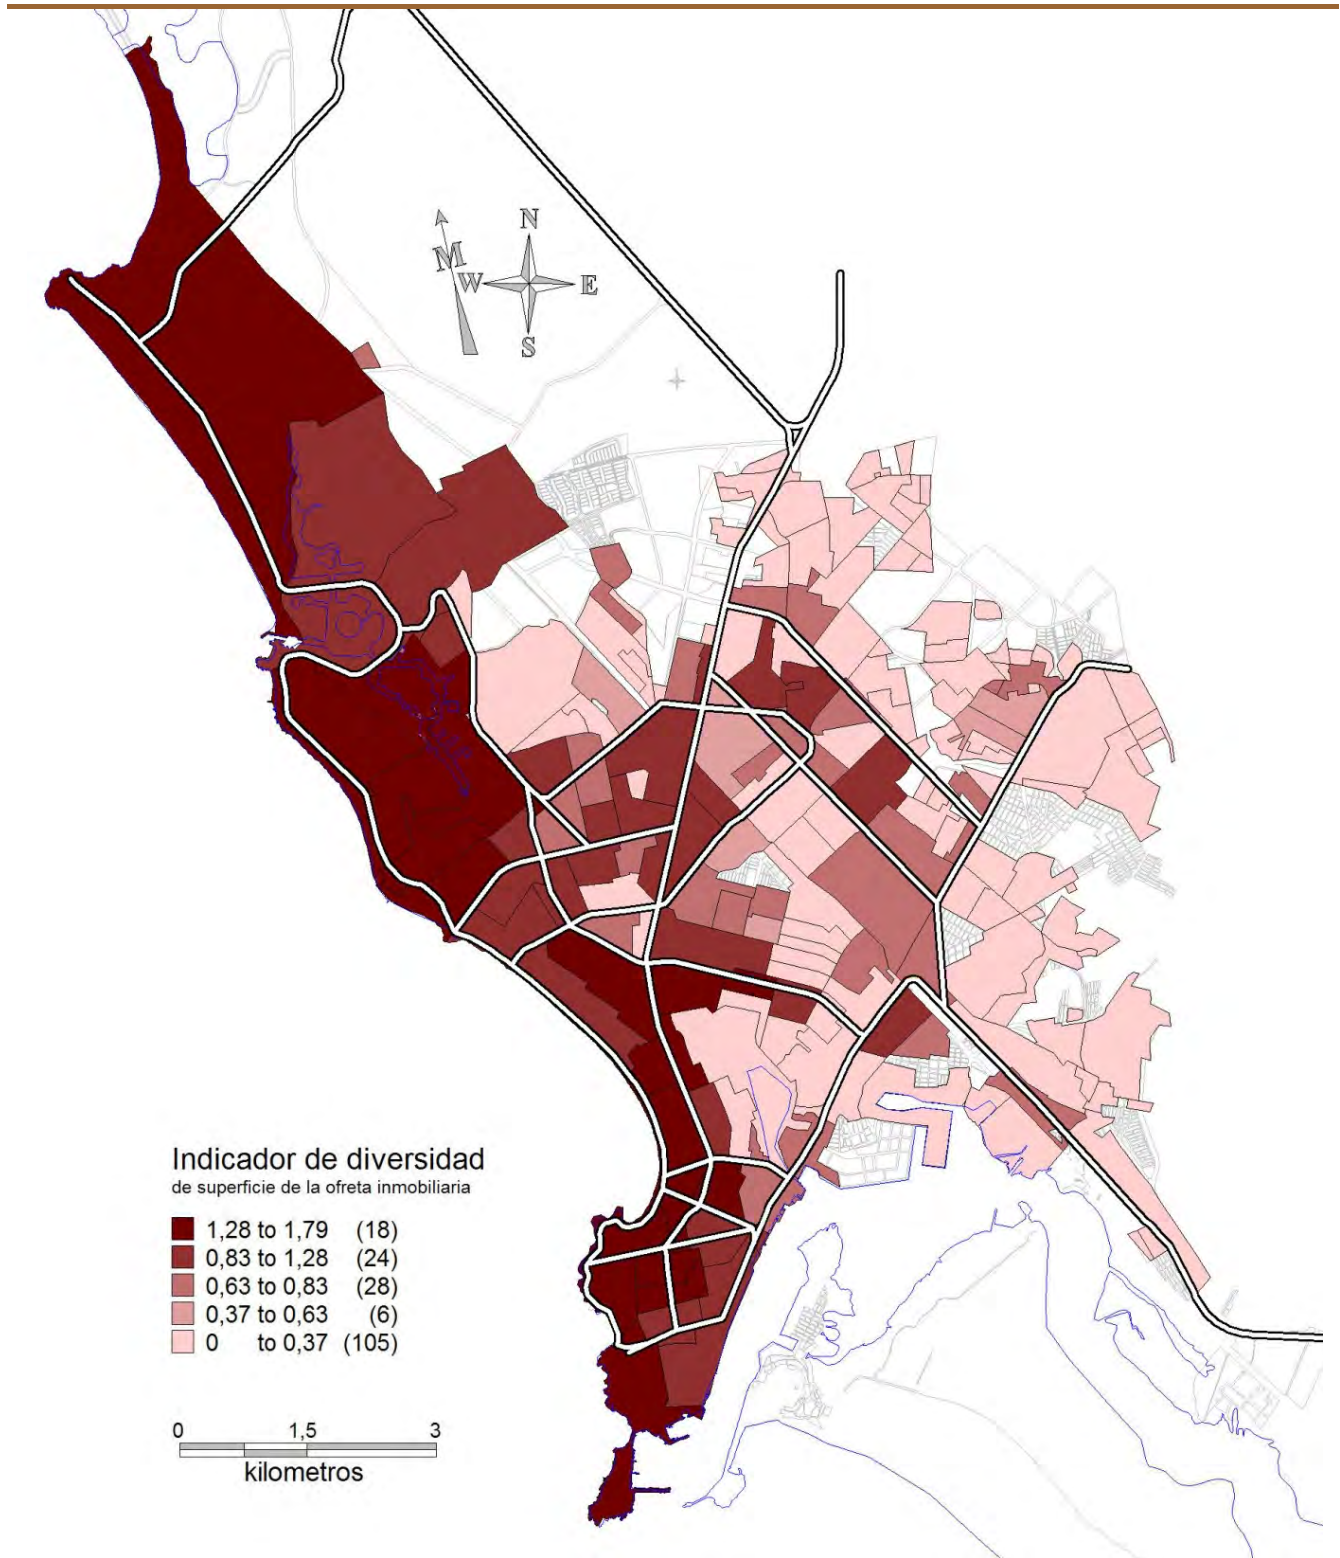 N
M
W
E
S
Indicador de diversidad
de superficie de la ofreta inmobiliaria
1,28 to 1,79 (18)
0,83 to 1,28 (24)
0,63 to 0,83 (28)
0,37 to 0,63 (6)
0 to 0,37 (105)
0 1,5 3
kilometros